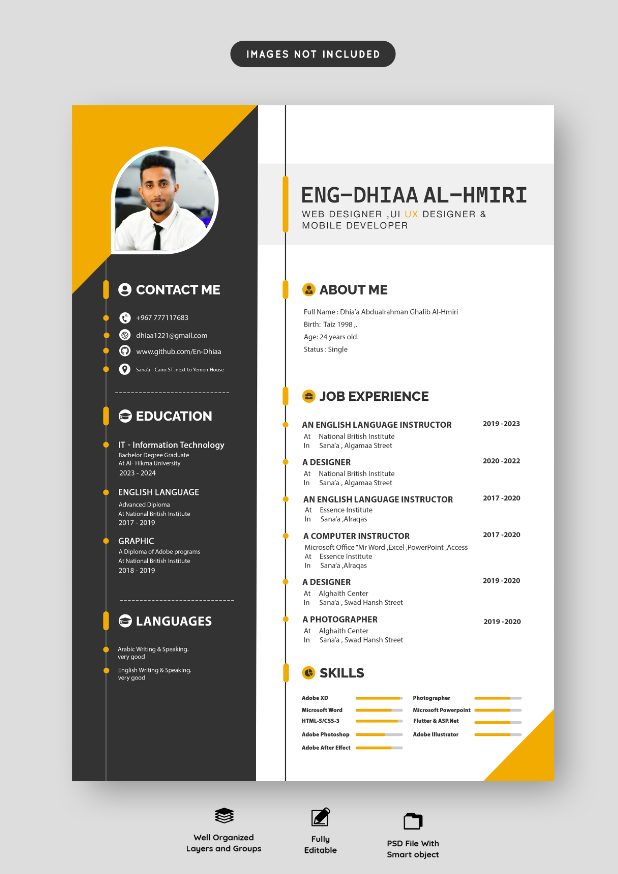 IMAGES NOT INCLUDED
ENG-DHIAA AL-HMIRI
WEB DESIGNER ,UI UX DESIGNER &
MOBILE DEVELOPER
CONTACT ME
+967 777117683
dhiaa1221@gmail.com
www.github.com/En-Dhiaa
Sana'a - Cairo St .next to Yemen House
EDUCATION
IT - Information Technology
Bachelor Degree Graduate
At Al- Hikma University
2023 - 2024
ENGLISH LANGUAGE
Advanced Diploma
At National British Institute
2017 - 2019
GRAPHIC
A Diploma of Adobe programs
At National British Institute
2018 - 2019
LANGUAGES
Arabic Writing & Speaking.
very good
English Writing & Speaking.
very good
ABOUT ME
Full Name : Dhia'a Abdualrahman Ghalib Al-Hmiri
Birth: Taiz 1998 ,.
Age: 24 years old.
Status : Single
JOB EXPERIENCE
AN ENGLISH LANGUAGE INSTRUCTOR 2019 -2023
At National British Institute
In Sana'a , Algamaa Street
A DESIGNER 2020 -2022
At National British Institute
In Sana'a , Algamaa Street
AN ENGLISH LANGUAGE INSTRUCTOR 2017 -2020
At Essence Institute
In Sana'a ,Alraqas
A COMPUTER INSTRUCTOR 2017 -2020
Microsoft Office "Mr Word ,Excel ,PowerPoint ,Access
At Essence Institute
In Sana'a ,Alraqas
A DESIGNER 2019 -2020
At Alghaith Center
In Sana'a , Swad Hansh Street
A PHOTOGRAPHER 2019 -2020
At Alghaith Center
In Sana'a , Swad Hansh Street
SKILLS
Adobe XD Photographer
Microsoft Word Microsoft Powerpoint
HTML-5/CSS-3 Flutter & ASP.Net
Adobe Photoshop Adobe Illustrator
Adobe After Effect
Well Organized
Layers and Groups
Fully
Editable
PSD File With
Smart object